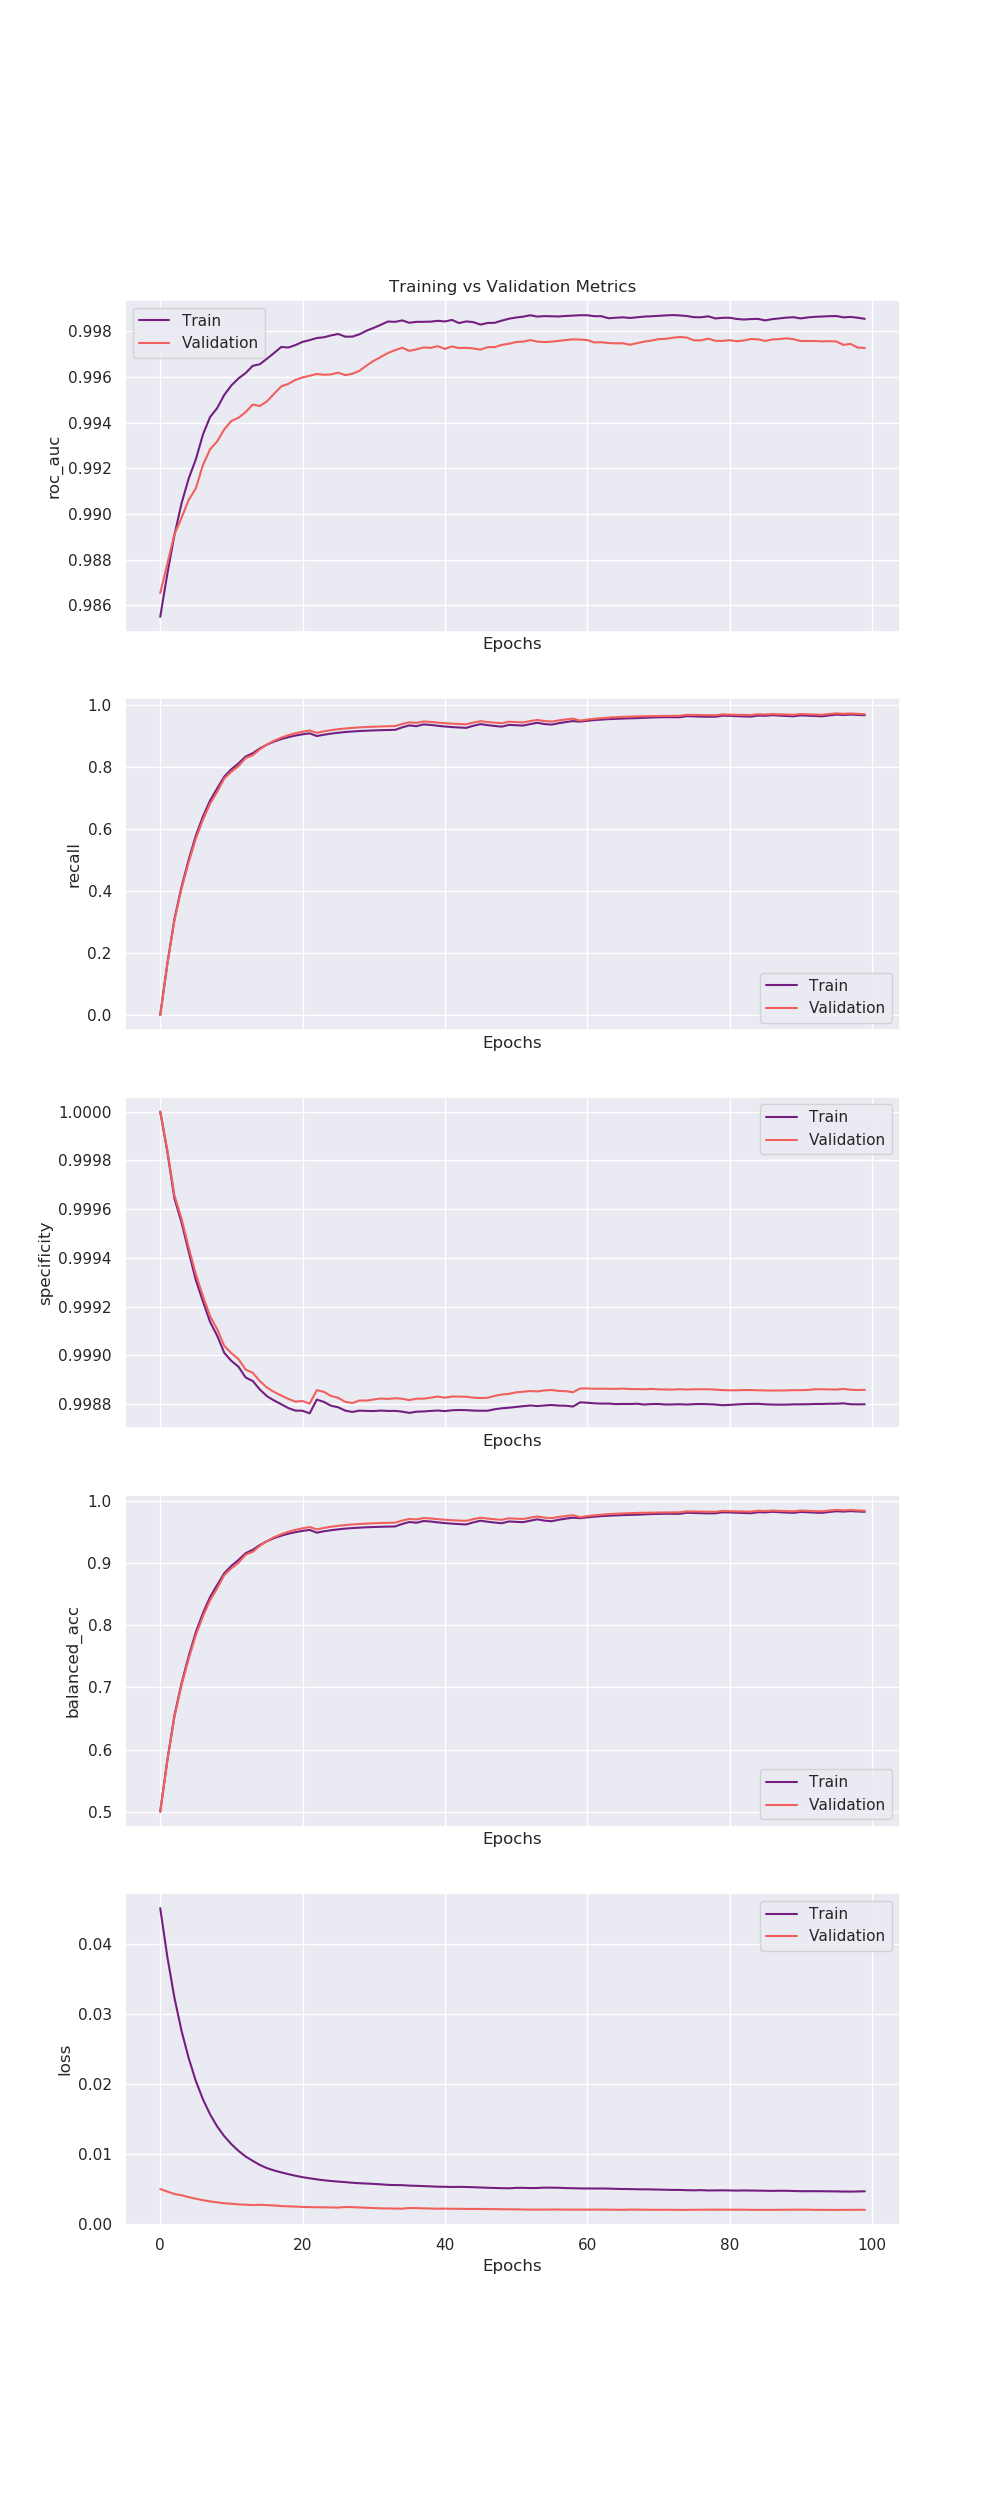 Training vs Validation Metrics
Train
Validation
0.998
0.996
0.994
0.992
0.990
0.988
0.986
roc_auc
Epochs
1.0
0.8
0.6
0.4
0.2
0.0
recall
Train
Validation
Epochs
1.0000
0.9998
0.9996
0.9994
0.9992
0.9990
0.9988
specificity
Train
Validation
Epochs
1.0
0.9
0.8
0.7
0.6
0.5
balanced_acc
Train
Validation
Epochs
0.04
0.03
0.02
0.01
0.00
loss
Train
Validation
0 20 40 60 80 100
Epochs